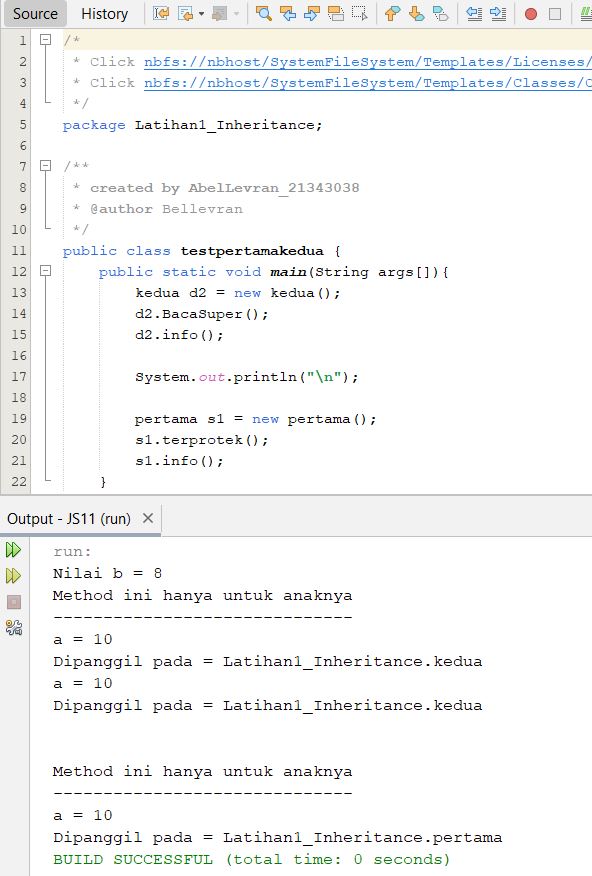 Source History
1 /*
2 * Click nbfs://nbhost/SystemFileSystem/Templates/Licenses/
3 * Click nbfs://nbhost/SystemFileSystem/Templates/Classes/
4 */
5 package Latihan1_Inheritance;
6
7 /**
8 * created by AbelLevran_21343038
9 * @author Bellevran
10 */
11 public class testpertamakedua {
12 public static void main(String args[]){
13 kedua d2 = new kedua();
14 d2.BacaSuper();
15 d2.info();
16
17 System.out.println("\n");
18
19 pertama s1 = new pertama();
20 s1.terprotek();
21 s1.info();
22 }
Output - JS11 (run) ×
run:
Nilai b = 8
Method ini hanya untuk anaknya
------------------------------
a = 10
Dipanggil pada = Latihan1_Inheritance.kedua
a = 10
Dipanggil pada = Latihan1_Inheritance.kedua
Method ini hanya untuk anaknya
------------------------------
a = 10
Dipanggil pada = Latihan1_Inheritance.pertama
BUILD SUCCESSFUL (total time: 0 seconds)